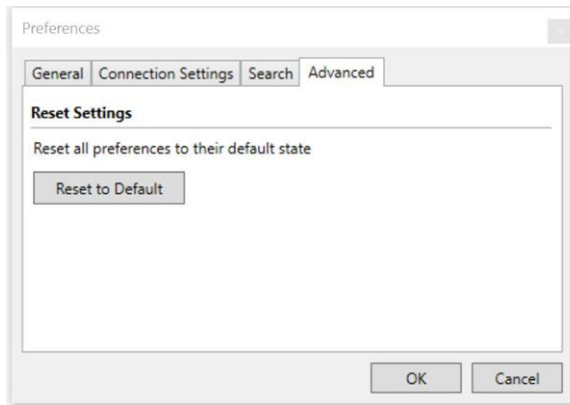 Preferences
General Connection Settings Search Advanced
Reset Settings
Reset all preferences to their default state
Reset to Default
OK Cancel